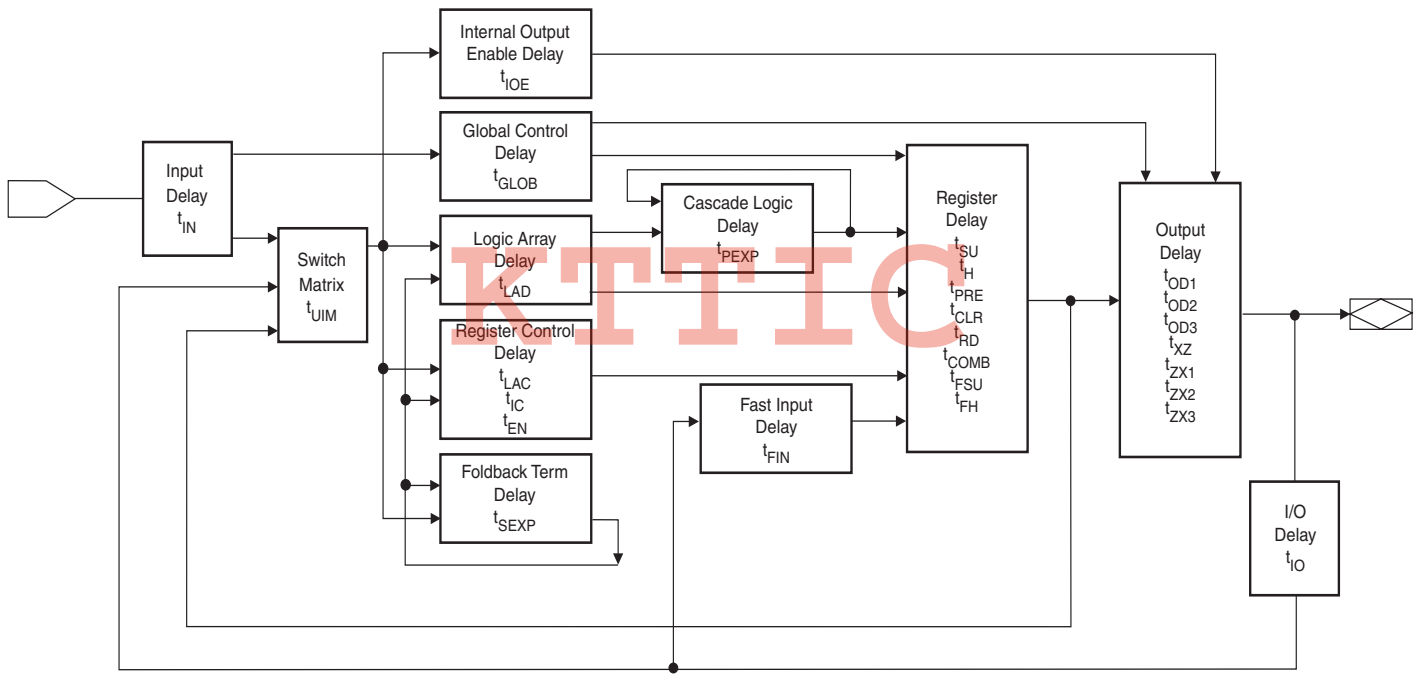 Internal Output
Enable Delay
tIOE
Global Control
Delay
tGLOB
Input
Delay
tIN
Switch
Matrix
tUIM
Logic Array
Delay
tLAD
Cascade Logic
Delay
tPEXP
Register Control
Delay
tLAC
tIC
tEN
Foldback Term
Delay
tSEXP
Fast Input
Delay
tFIN
Register
Delay
tSU
tH
tPRE
tCLR
tRD
tCOMB
tFSU
tFH
Output
Delay
tOD1
tOD2
tOD3
tXZ
tZX1
tZX2
tZX3
I/O
Delay
tIO
KTTIC